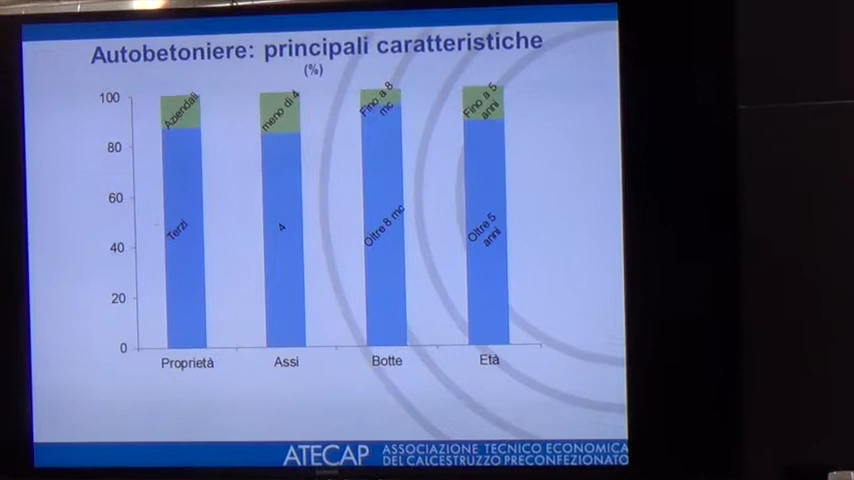 Autobetoniere: principali caratteristiche
(%)
100
80
60
40
20
0
Aziendali
Terzi
meno di 4
4
Fino a 8
mc
Oltre 8 mc
Fino a 5
anni
Oltre 5
anni
Proprietà
Assi
Botte
Età
ATECAP
ASSOCIAZIONE TECNICO ECONOMICA
DEL CALCESTRUZZO PRECONFEZIONATO